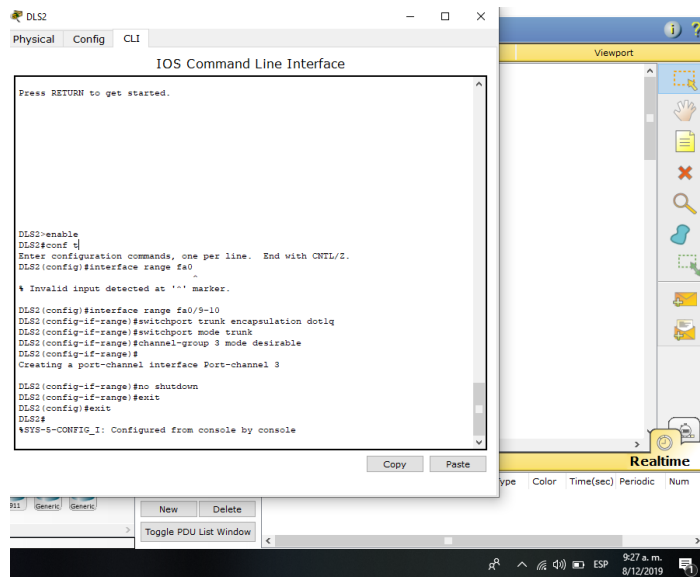 DLS2
Physical Config CLI
IOS Command Line Interface
Press RETURN to get started.
DLS2>enable
DLS2#conf t
Enter configuration commands, one per line. End with CNTL/Z.
DLS2(config)#interface range fa0
^
% Invalid input detected at '^' marker.
DLS2(config)#interface range fa0/9-10
DLS2(config-if-range)#switchport trunk encapsulation dot1q
DLS2(config-if-range)#switchport mode trunk
DLS2(config-if-range)#channel-group 3 mode desirable
DLS2(config-if-range)#
Creating a port-channel interface Port-channel 3
DLS2(config-if-range)#no shutdown
DLS2(config-if-range)#exit
DLS2(config)#exit
DLS2#
%SYS-5-CONFIG_I: Configured from console by console
Copy Paste
Viewport
Realtime
Color Time(sec) Periodic Num
Generic Generic
New Delete
Toggle PDU List Window
ESP
9:27 a. m.
8/12/2019